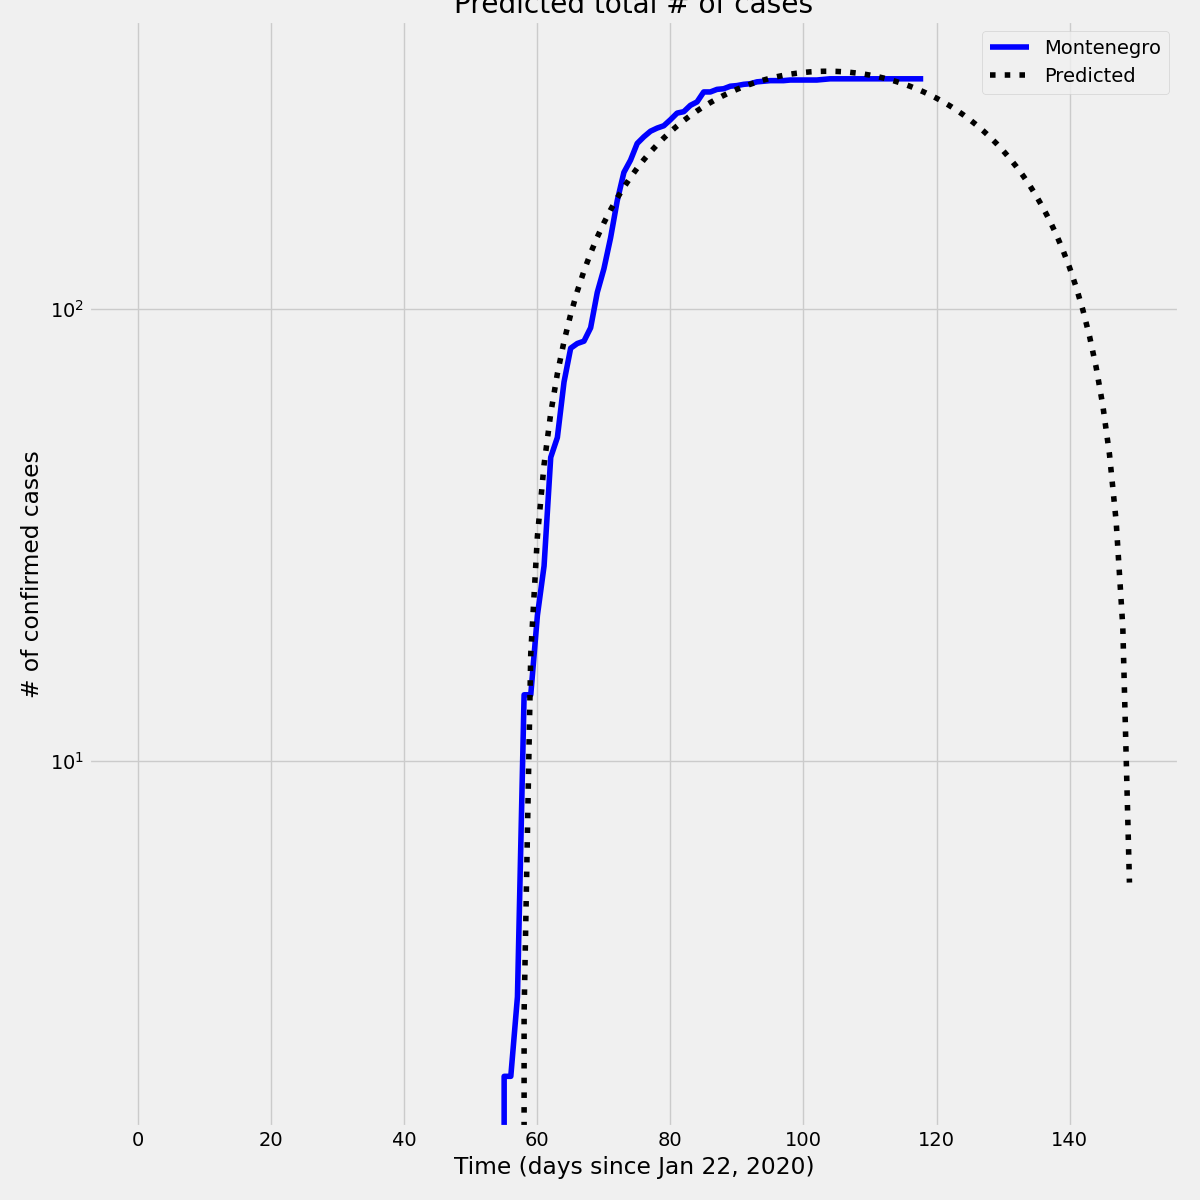 Predicted total # of cases
Montenegro
Predicted
# of confirmed cases
10²
10¹
0 20 40 60 80 100 120 140
Time (days since Jan 22, 2020)